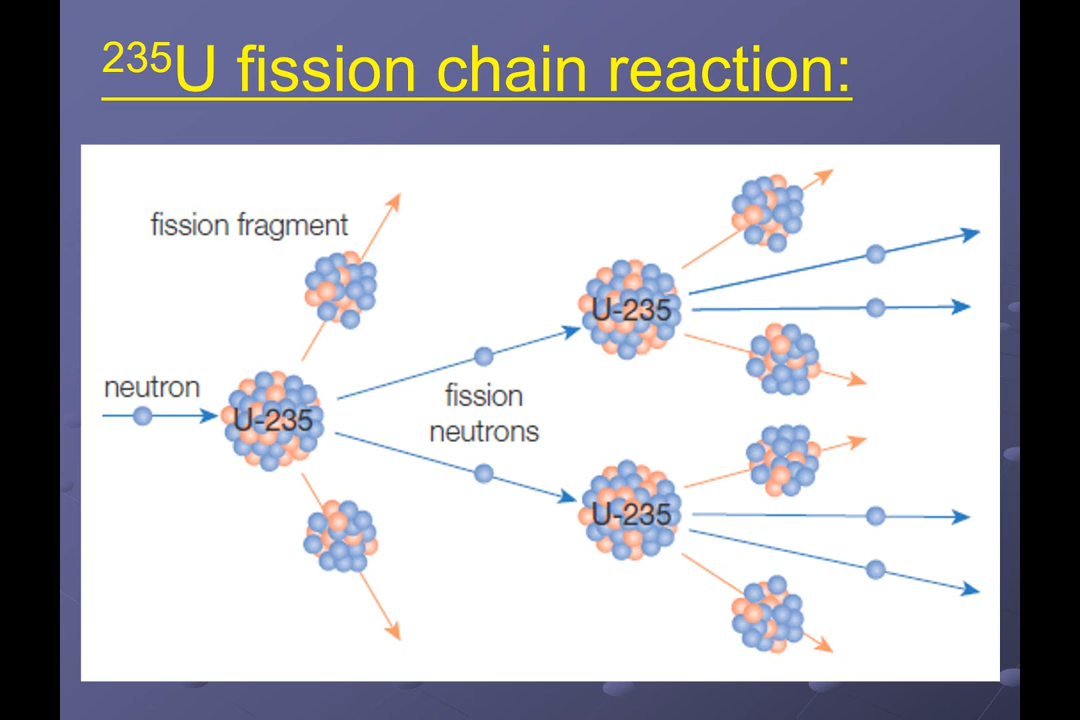 ²³⁵U fission chain reaction:
fission fragment
neutron
U-235
fission
neutrons
U-235
U-235